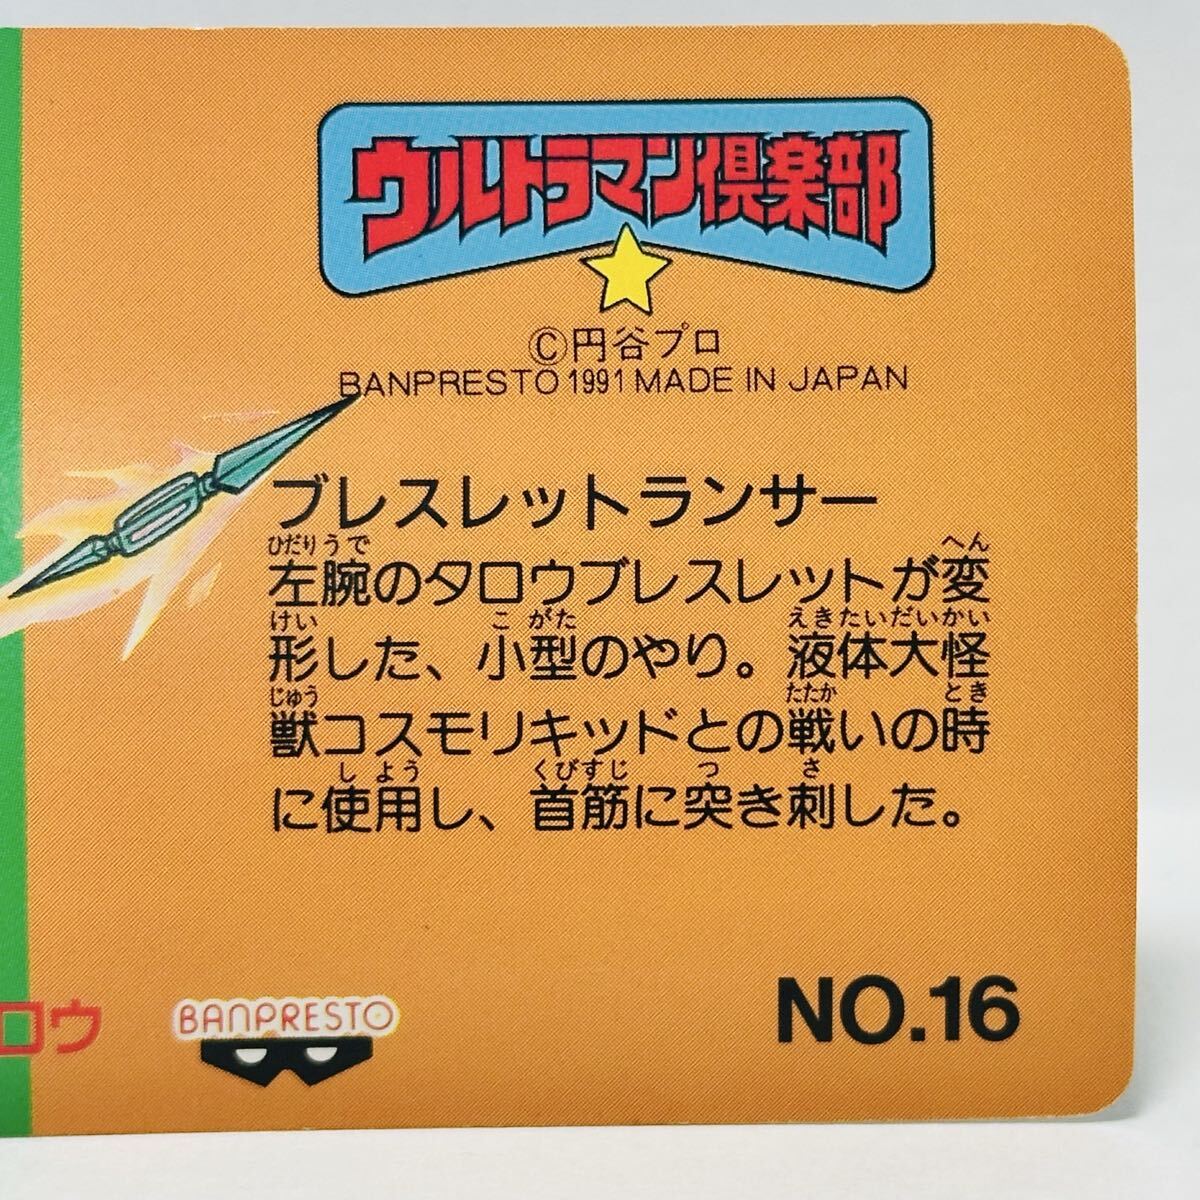 ウルトラマン倶楽部
©円谷プロ
BANPRESTO 1991 MADE IN JAPAN
ブレスレットランサー
ひだりうで へん
左腕のタロウブレスレットが変
けい こ がた えきたいだいかい
形した、小型のやり。液体大怪
じゅう たたか とき
獣コスモリキッドとの戦いの時
し よう くびすじ つ さ
に使用し、首筋に突き刺した。
ロウ
BANPRESTO
NO.16